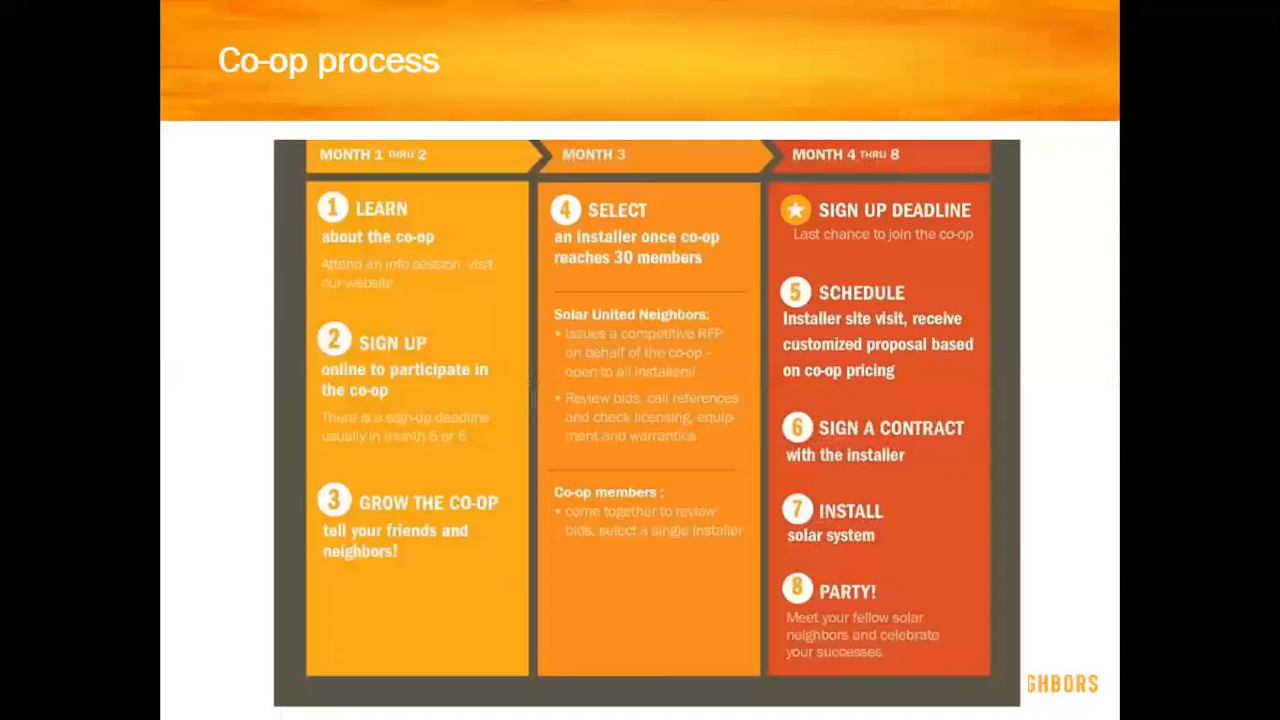 Co-op process
MONTH 1 THRU 2
1 LEARN
about the co-op
Attend an info session, visit
our website
2 SIGN UP
online to participate in
the co-op
There is a sign-up deadline
usually in month 5 or 6
3 GROW THE CO-OP
tell your friends and
neighbors!
MONTH 3
4 SELECT
an installer once co-op
reaches 30 members
Solar United Neighbors:
• Issues a competitive RFP
on behalf of the co-op -
open to all installers!
• Review bids, call references
and check licensing, equip-
ment and warranties
Co-op members :
• come together to review
bids, select a single installer
MONTH 4 THRU 8
SIGN UP DEADLINE
Last chance to join the co-op
5 SCHEDULE
Installer site visit, receive
customized proposal based
on co-op pricing
6 SIGN A CONTRACT
with the installer
7 INSTALL
solar system
8 PARTY!
Meet your fellow solar
neighbors and celebrate
your successes
GHBORS